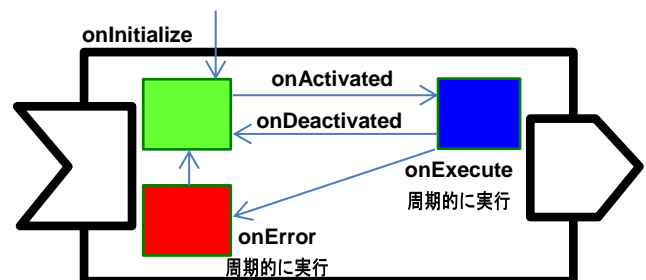 onInitialize
onActivated
onDeactivated
onExecute
周期的に実行
onError
周期的に実行